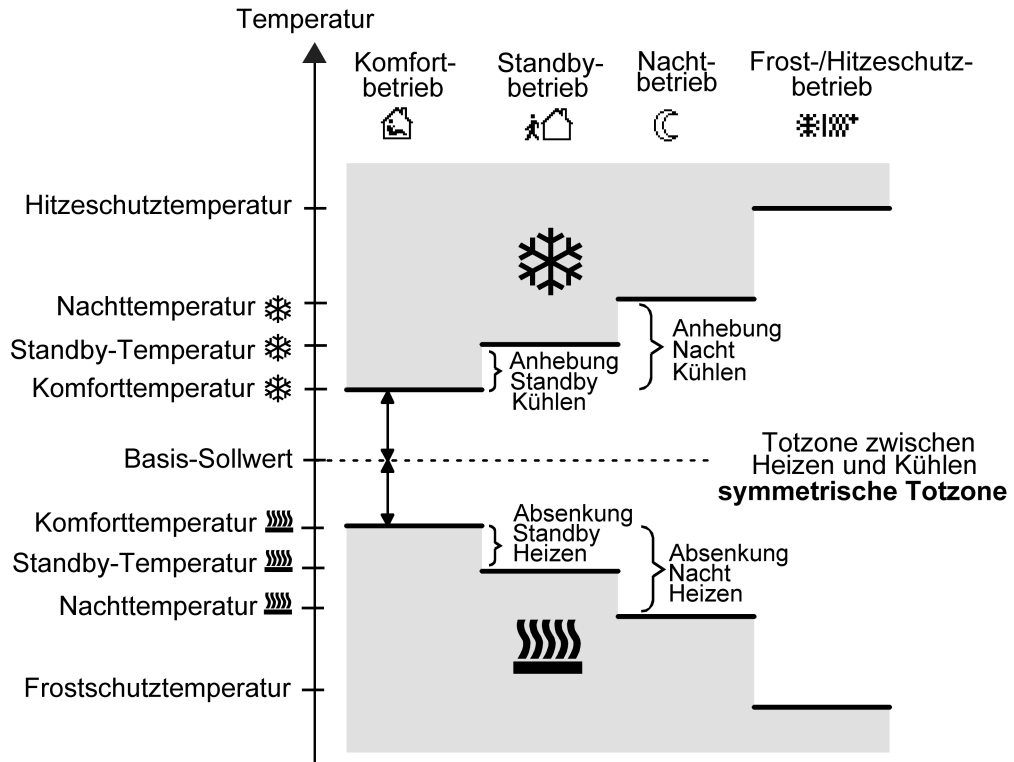 Temperatur
Komfort-
betrieb
Standby-
betrieb
Nacht-
betrieb
Frost-/Hitzeschutz-
betrieb
Hitzeschutztemperatur
Nachttemperatur
Standby-Temperatur
Komforttemperatur
Anhebung
Standby
Kühlen
Anhebung
Nacht
Kühlen
Basis-Sollwert
Totzone zwischen
Heizen und Kühlen
symmetrische Totzone
Komforttemperatur
Standby-Temperatur
Nachttemperatur
Absenkung
Standby
Heizen
Absenkung
Nacht
Heizen
Frostschutztemperatur